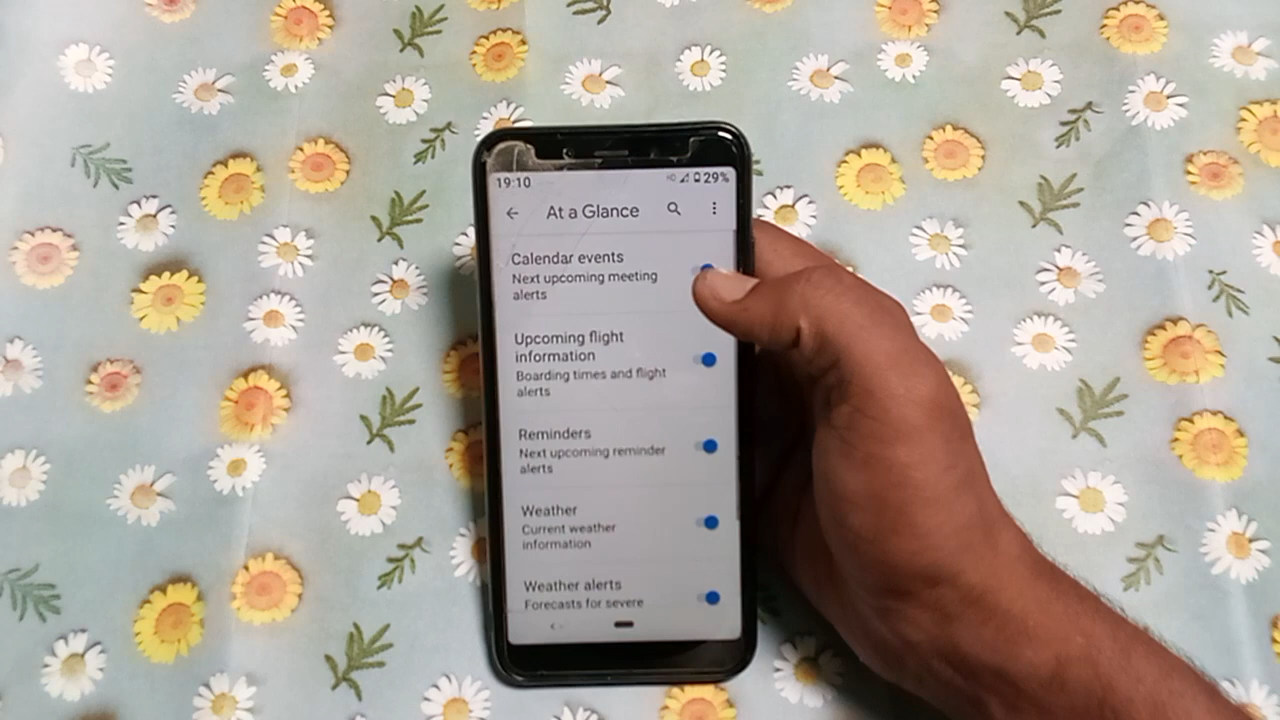 19:10 29%
At a Glance
Calendar events
Next upcoming meeting
alerts
Upcoming flight
information
Boarding times and flight
alerts
Reminders
Next upcoming reminder
alerts
Weather
Current weather
information
Weather alerts
Forecasts for severe